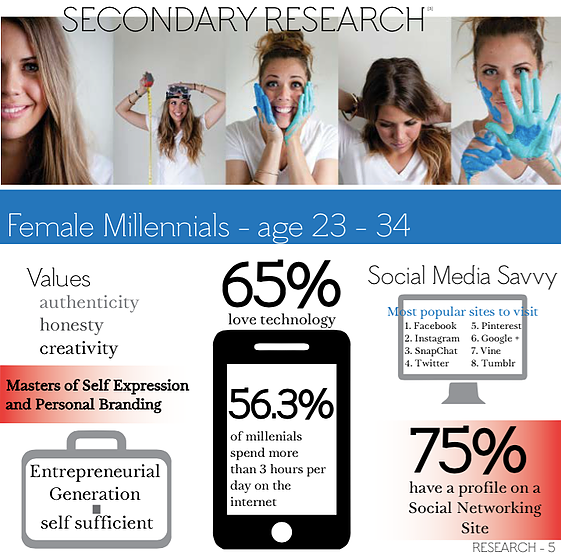 SECONDARY RESEARCH
Female Millennials - age 23 - 34
Values
authenticity
honesty
creativity
Masters of Self Expression
and Personal Branding
Entrepreneurial
Generation
self sufficient
65%
love technology
56.3%
of millenials
spend more
than 3 hours per
day on the
internet
Social Media Savvy
Most popular sites to visit
1. Facebook
2. Instagram
3. SnapChat
4. Twitter
5. Pinterest
6. Google +
7. Vine
8. Tumblr
75%
have a profile on a
Social Networking
Site
RESEARCH - 5